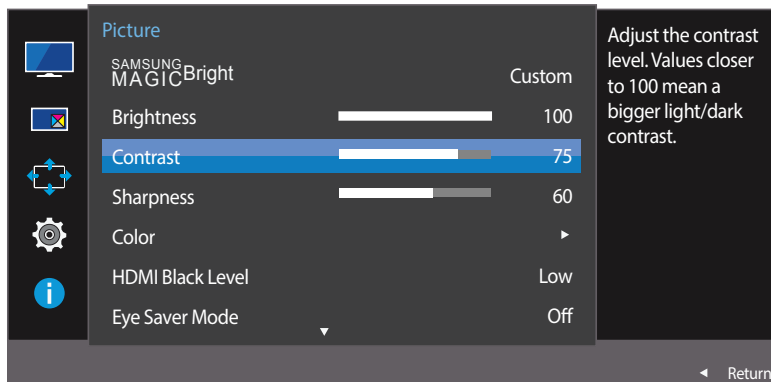 Picture
SAMSUNG
MAGICBright Custom
Brightness 100
Contrast 75
Sharpness 60
Color ►
HDMI Black Level Low
Eye Saver Mode Off
▼
Adjust the contrast
level. Values closer
to 100 mean a
bigger light/dark
contrast.
i
◄ Return